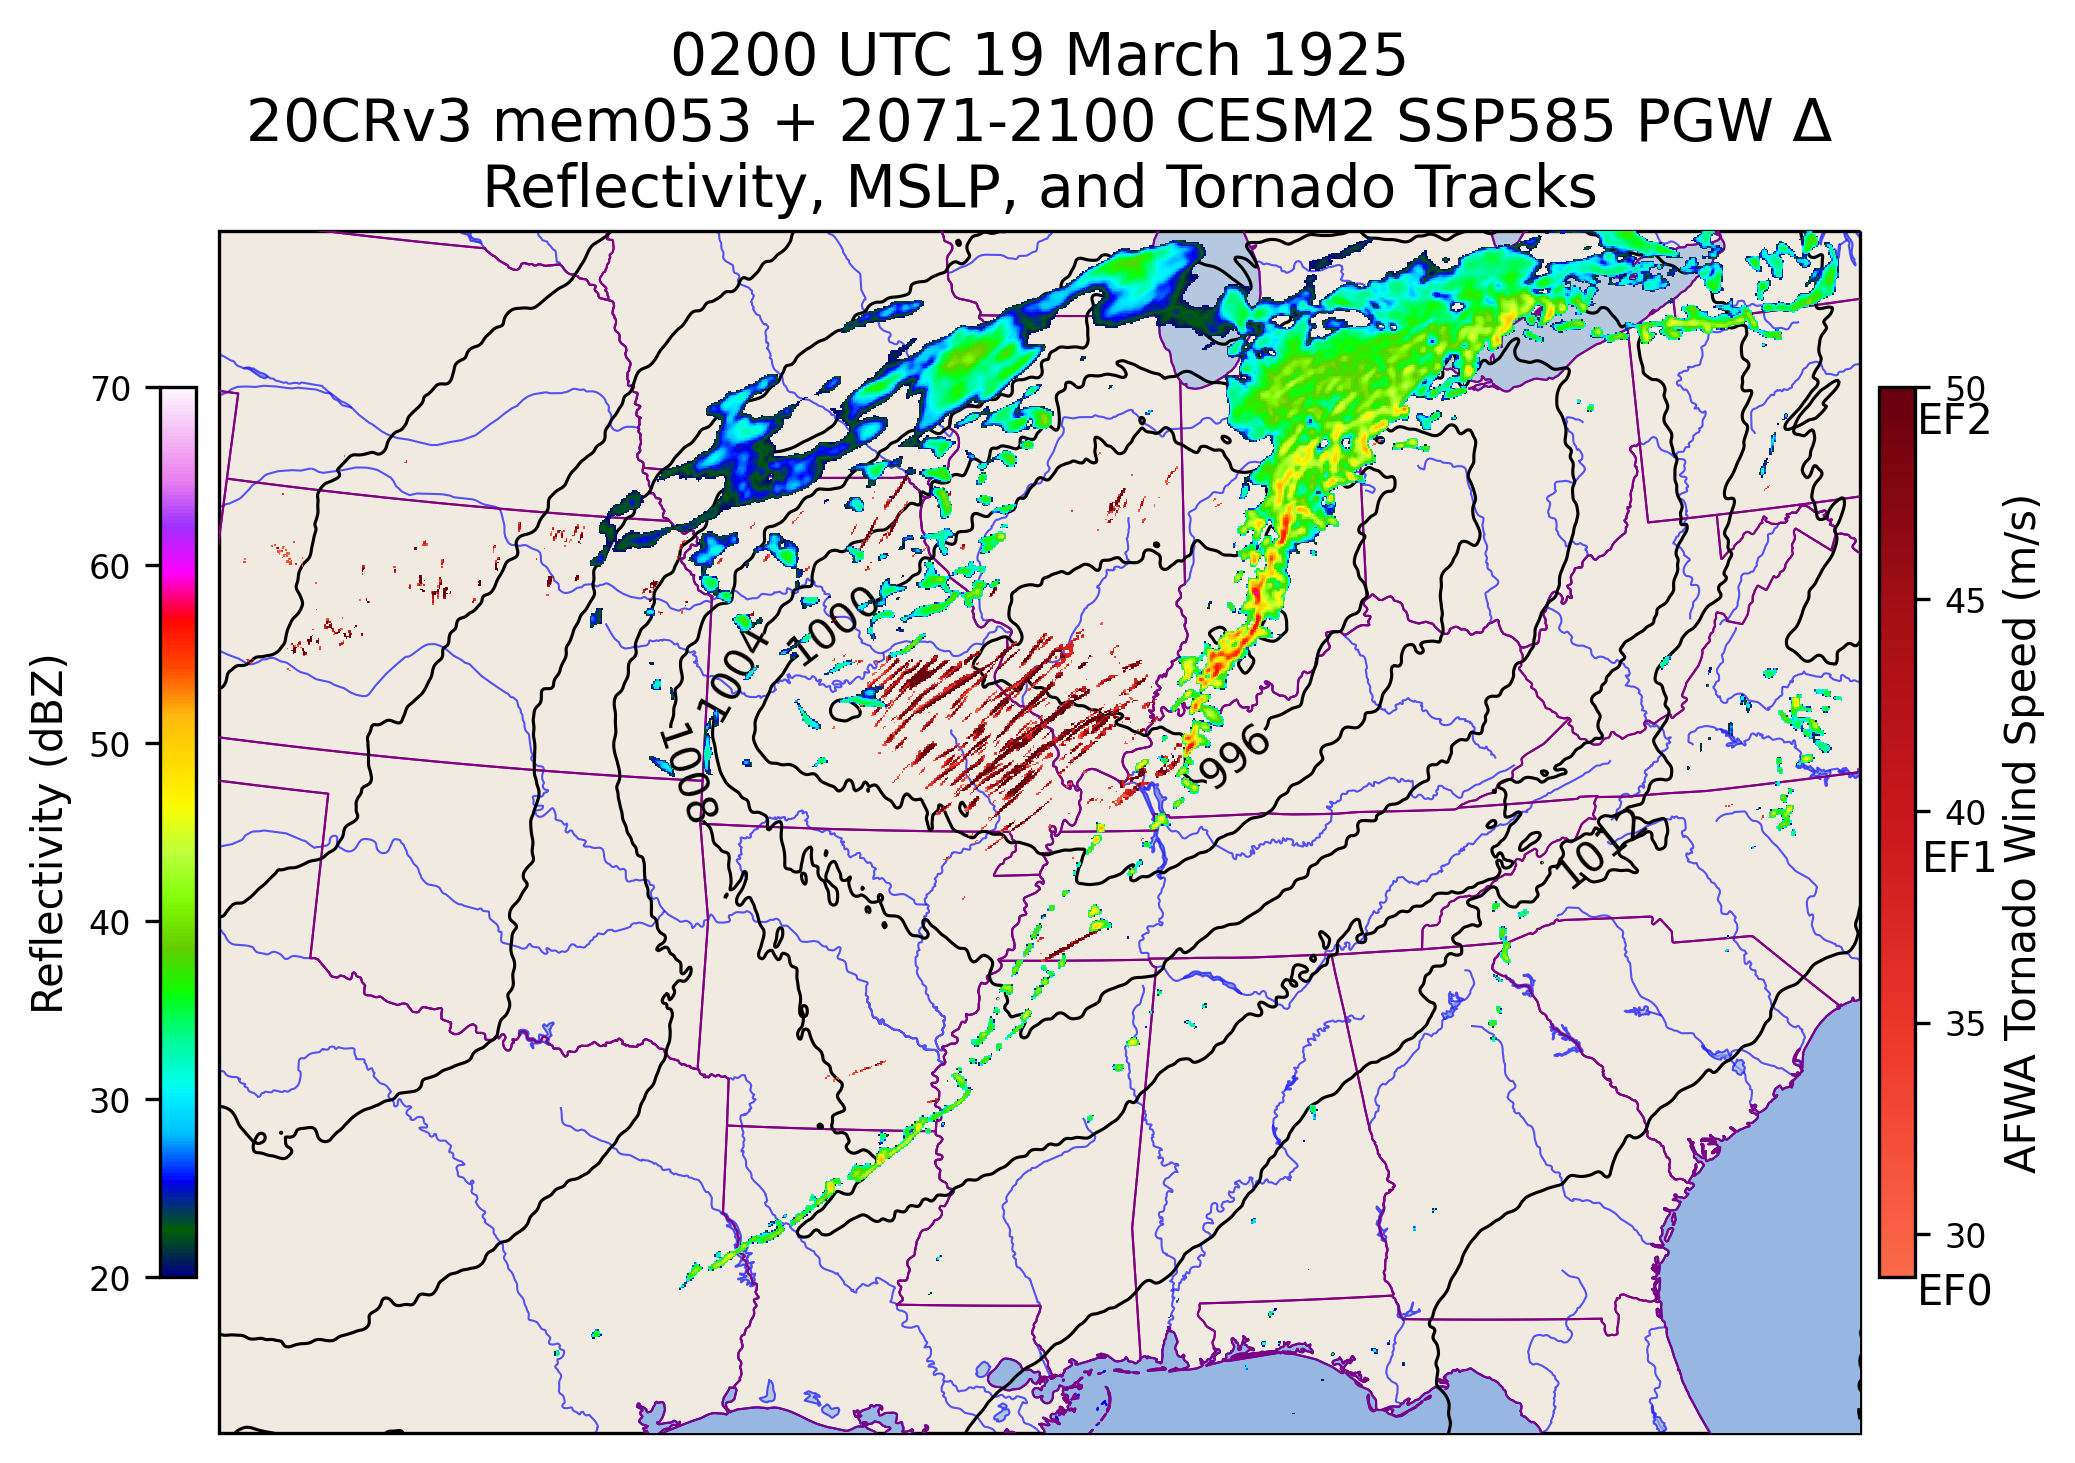 0200 UTC 19 March 1925
20CRv3 mem053 + 2071-2100 CESM2 SSP585 PGW Δ
Reflectivity, MSLP, and Tornado Tracks
Reflectivity (dBZ)
70
60
50
40
30
20
1000
1004
1008
996
1012
50
EF2
45
40
EF1
35
30
EF0
AFWA Tornado Wind Speed (m/s)